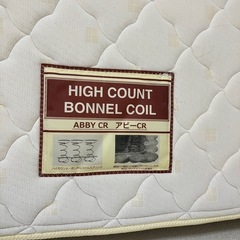 HIGH COUNT
BONNEL COIL
ABBY CR アビーCR